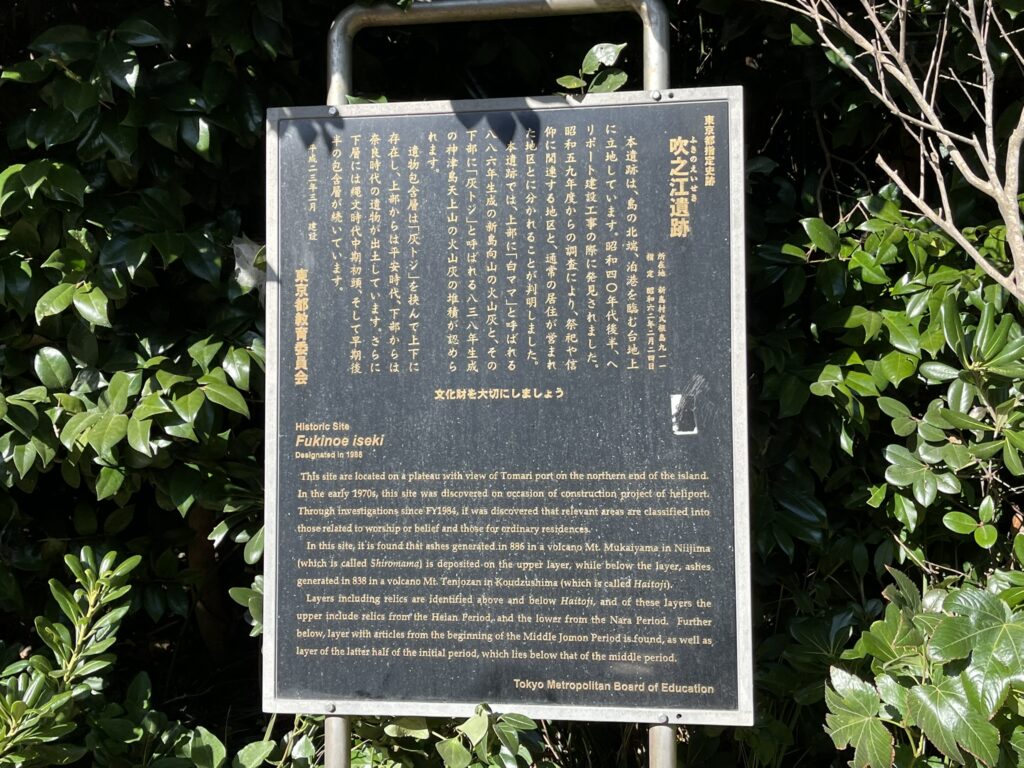 東京都指定史跡
ふきのえいせき
吹之江遺跡
所在地 新島村式根島九一一
指定 昭和六三年二月二四日
本遺跡は、島の北端、泊港を臨む台地上
に立地しています。昭和四〇年代後半、ヘ
リポート建設工事の際に発見されました。
昭和五九年度からの調査により、祭祀や信
仰に関連する地区と、通常の居住が営まれ
た地区とに分かれることが判明しました。
本遺跡では、上部に「白ママ」と呼ばれる
八八六年生成の新島向山の火山灰と、その
下部に「灰トジ」と呼ばれる八三八年生成
の神津島天上山の火山灰の堆積が認めら
れます。
遺物包含層は「灰トジ」を挟んで上下に
存在し、上部からは平安時代、下部からは
奈良時代の遺物が出土しています。さらに
下層には縄文時代中期初頭、そして早期後
半の包含層が続いています。
平成二三年三月 建設
東京都教育委員会
文化財を大切にしましょう
Historic Site
Fukinoe iseki
Designated in 1988
This site are located on a plateau with view of Tomari port on the northern end of the island.
In the early 1970s, this site was discovered on occasion of construction project of heliport.
Through investigations since FY1984, it was discovered that relevant areas are classified into
those related to worship or belief and those for ordinary residences.
In this site, it is found that ashes generated in 886 in a volcano Mt. Mukaiyama in Niijima
(which is called Shiromama) is deposited on the upper layer, while below the layer, ashes
generated in 838 in a volcano Mt. Tenjozan in Koudzushima (which is called Haitoji).
Layers including relics are identified above and below Haitoji, and of these layers the
upper include relics from the Heian Period, and the lower from the Nara Period. Further
below, layer with articles from the beginning of the Middle Jomon Period is found, as well as
layer of the latter half of the initial period, which lies below that of the middle period.
Tokyo Metropolitan Board of Education